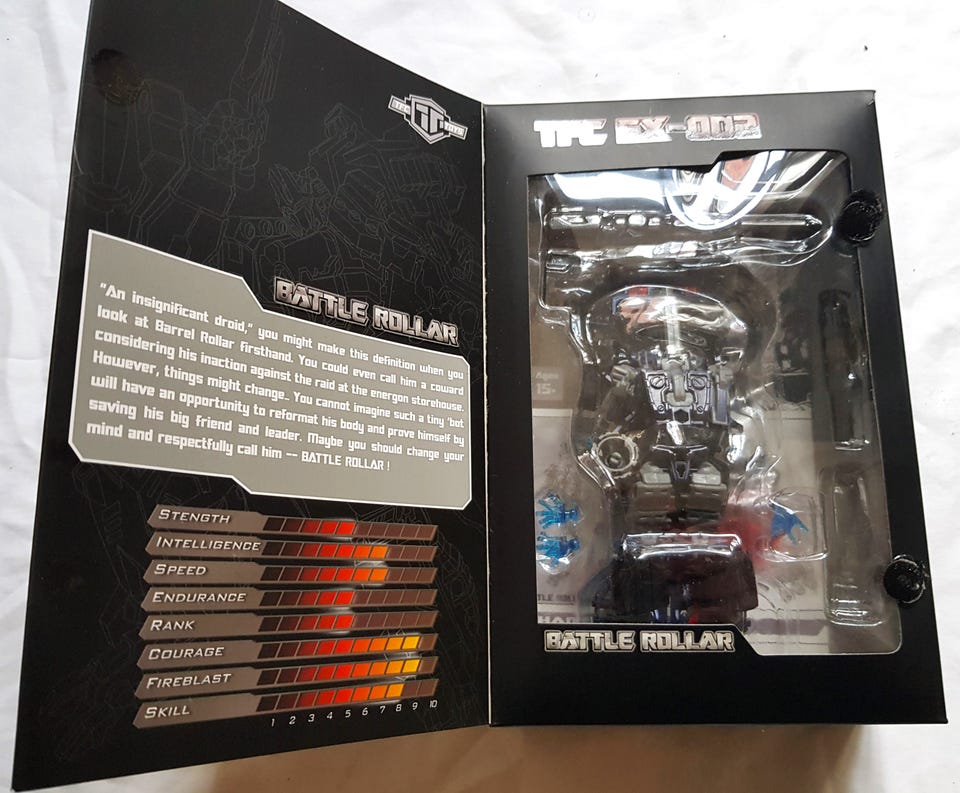 TFC TOYS
BATTLE ROLLAR
"An insignificant droid," you might make this definition when you
look at Barrel Rollar firsthand. You could even call him a coward
considering his inaction against the raid at the energon storehouse.
However, things might change.. You cannot imagine such a tiny 'bot
will have an opportunity to reformat his body and prove himself by
saving his big friend and leader. Maybe you should change your
mind and respectfully call him -- BATTLE ROLLAR !
STENGTH
INTELLIGENCE
SPEED
ENDURANCE
RANK
COURAGE
FIREBLAST
SKILL
1 2 3 4 5 6 7 8 9 10
TFC EX-002
Ages
15+
BATTLE ROLLAR